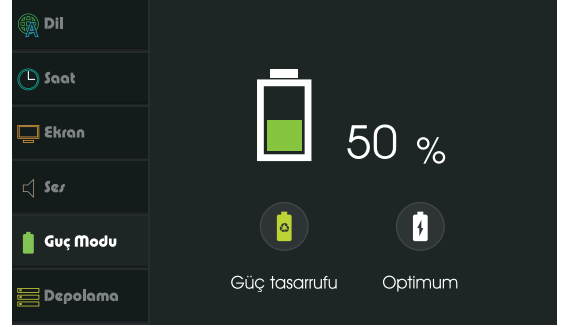 Dil
Saat
Ekran
Ses
Guç Modu
Depolama
50 %
Güç tasarrufu
Optimum